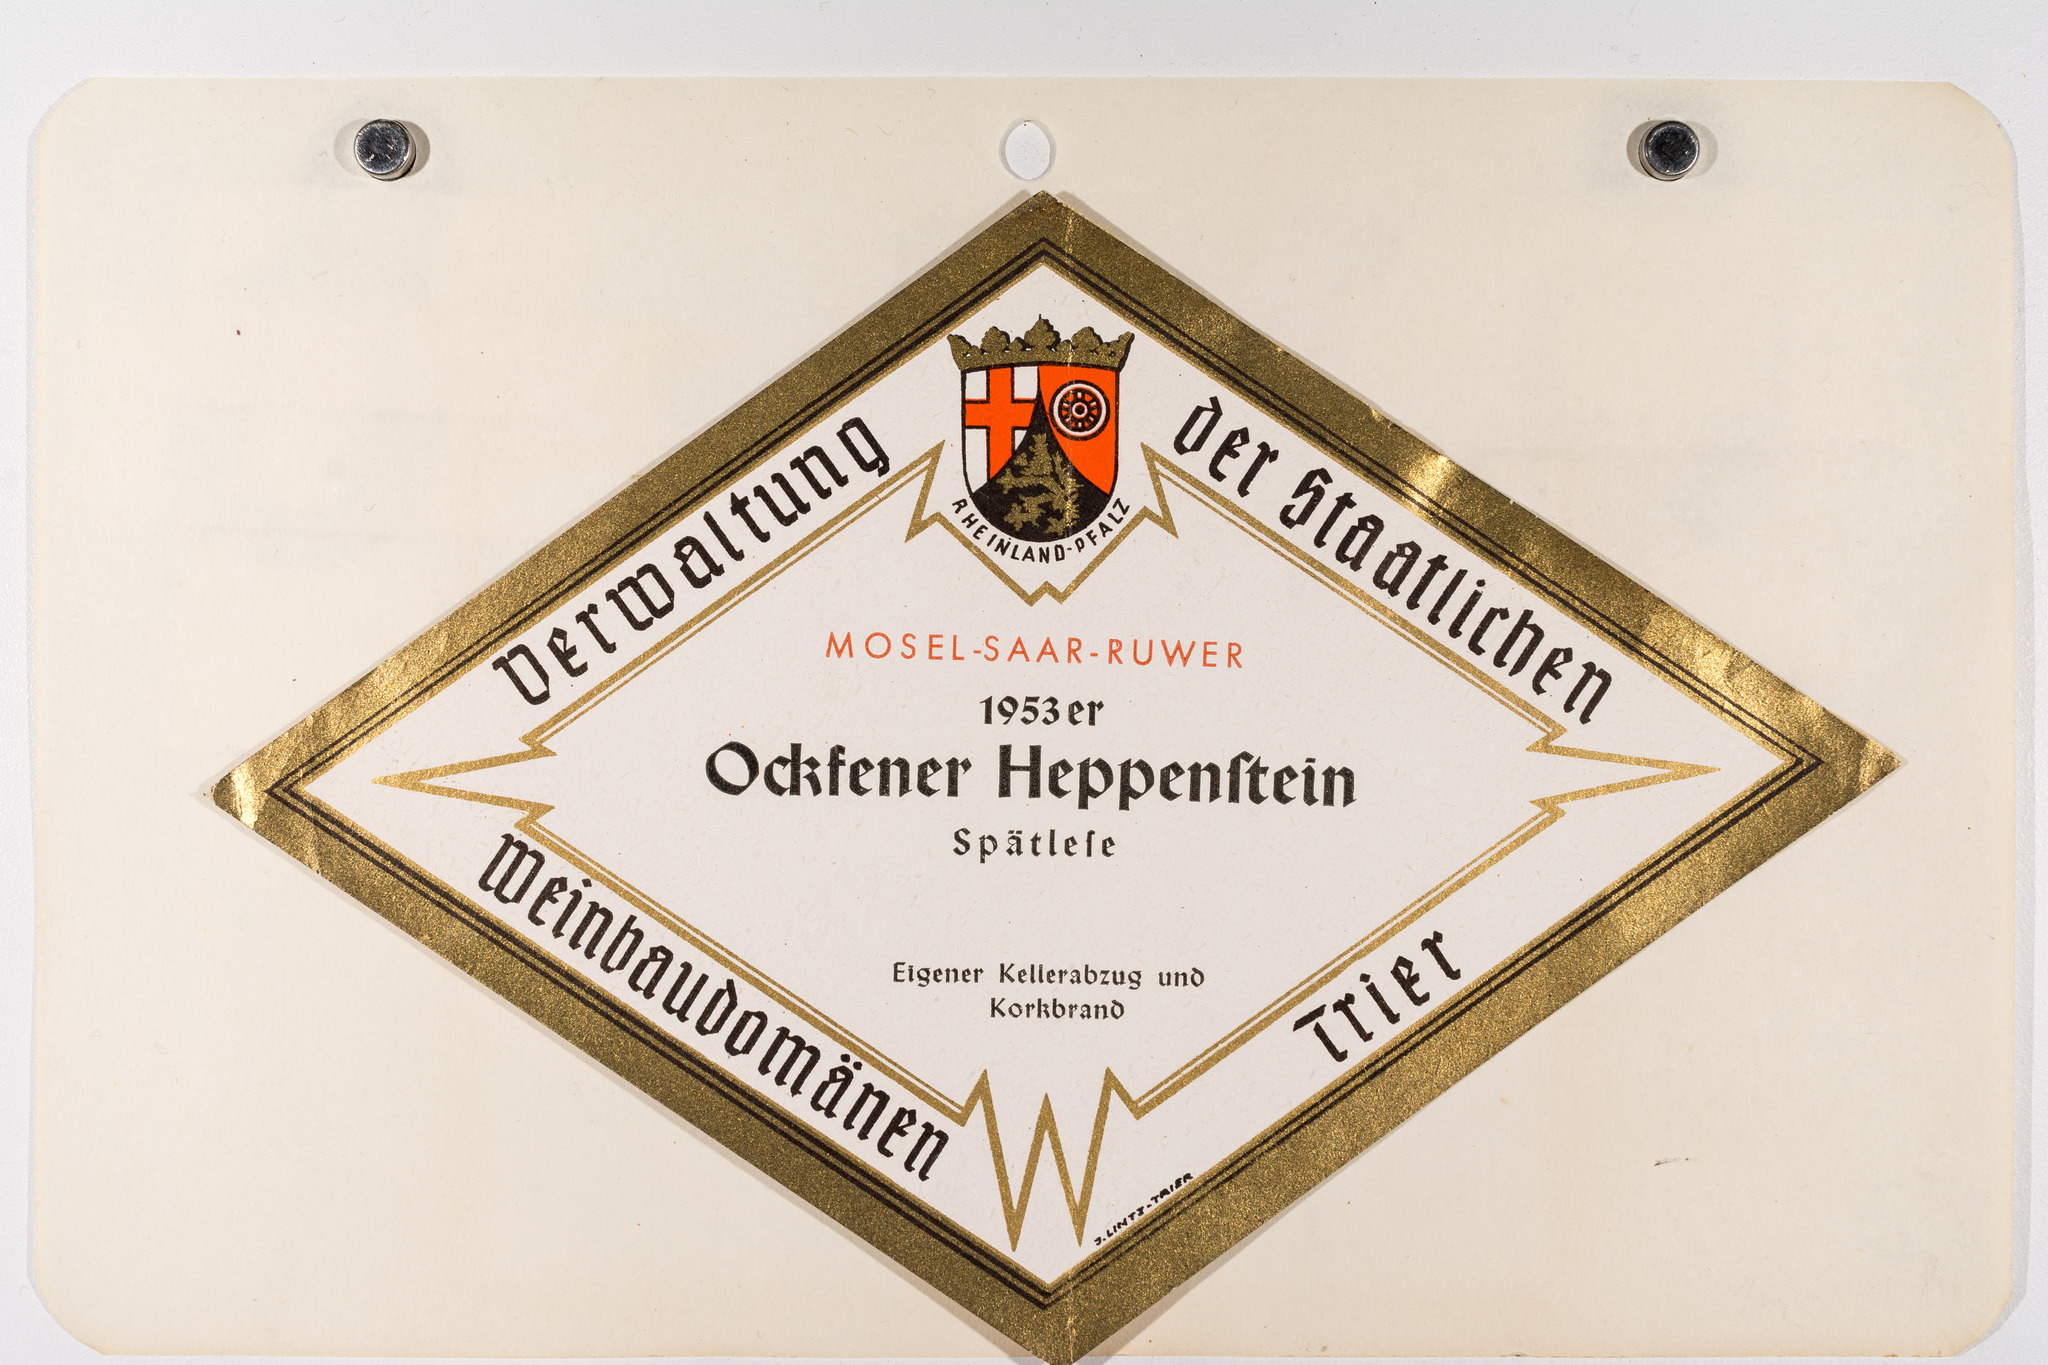 Verwaltung
der Staatlichen
Weinbaudomänen
Trier
RHEINLAND-PFALZ
MOSEL-SAAR-RUWER
1953er
Ockfener Heppenſtein
Spätleſe
Eigener Kellerabzug und
Korkbrand
J. LINTZ-TRIER